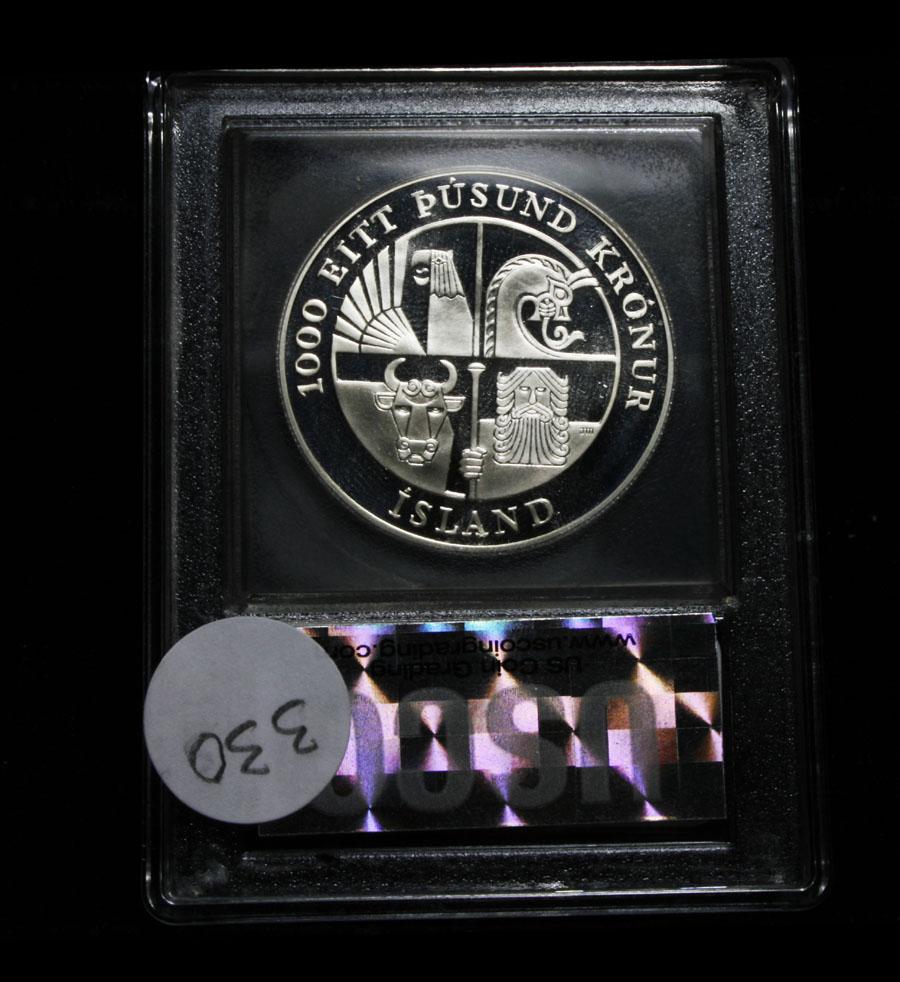 1000 EITT ÞÚSUND KRÓNUR
ÍSLAND
www.uscoingrading.com
US Coin Grading
USCG
330